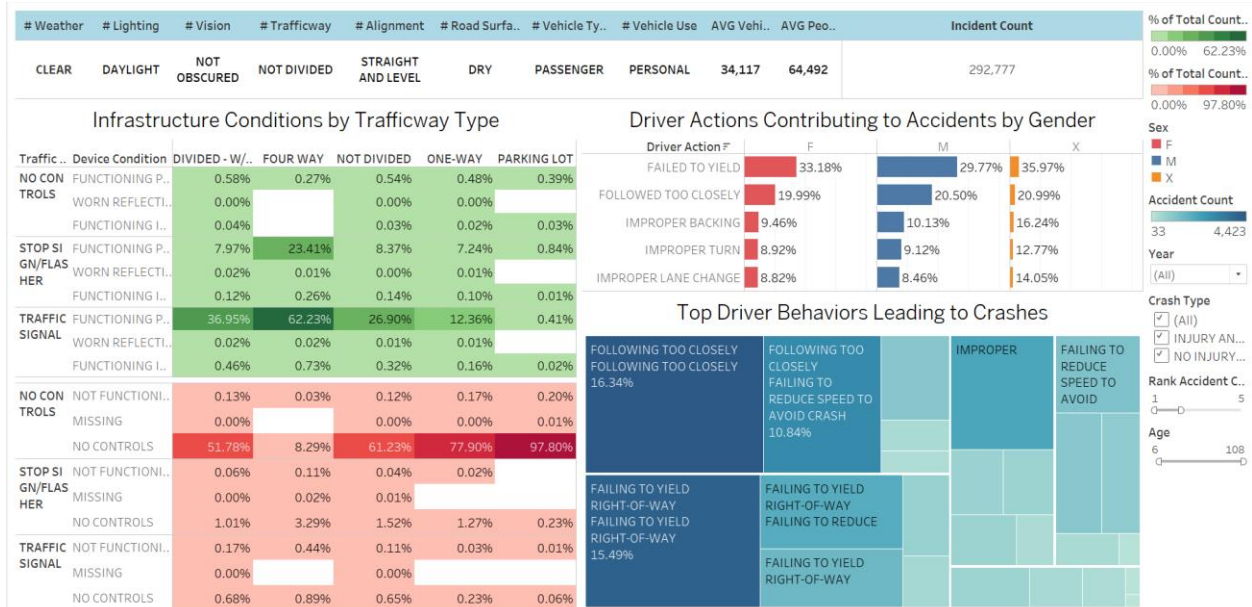 # Weather # Lighting # Vision # Trafficway # Alignment # Road Surfa.. # Vehicle Ty.. # Vehicle Use AVG Vehi.. AVG Peo.. Incident Count
CLEAR DAYLIGHT NOT OBSCURED NOT DIVIDED STRAIGHT AND LEVEL DRY PASSENGER PERSONAL 34,117 64,492 292,777
Infrastructure Conditions by Trafficway Type
Traffic .. Device Condition DIVIDED - W/.. FOUR WAY NOT DIVIDED ONE-WAY PARKING LOT
NO CON TROLS FUNCTIONING P.. 0.58% 0.27% 0.54% 0.48% 0.39%
WORN REFLECTI.. 0.00% 0.00% 0.00%
FUNCTIONING I.. 0.04% 0.03% 0.02% 0.03%
STOP SI GN/FLAS HER FUNCTIONING P.. 7.97% 23.41% 8.37% 7.24% 0.84%
WORN REFLECTI.. 0.02% 0.01% 0.00% 0.01%
FUNCTIONING I.. 0.12% 0.26% 0.14% 0.10% 0.01%
TRAFFIC SIGNAL FUNCTIONING P.. 36.95% 62.23% 26.90% 12.36% 0.41%
WORN REFLECTI.. 0.02% 0.02% 0.01% 0.01%
FUNCTIONING I.. 0.46% 0.73% 0.32% 0.16% 0.02%
NO CON TROLS NOT FUNCTIONI.. 0.13% 0.03% 0.12% 0.17% 0.20%
MISSING 0.00% 0.00% 0.00% 0.01%
NO CONTROLS 51.78% 8.29% 61.23% 77.90% 97.80%
STOP SI GN/FLAS HER NOT FUNCTIONI.. 0.06% 0.11% 0.04% 0.02%
MISSING 0.00% 0.02% 0.01%
NO CONTROLS 1.01% 3.29% 1.52% 1.27% 0.23%
TRAFFIC SIGNAL NOT FUNCTIONI.. 0.17% 0.44% 0.11% 0.03% 0.01%
MISSING 0.00% 0.00%
NO CONTROLS 0.68% 0.89% 0.65% 0.23% 0.06%
Driver Actions Contributing to Accidents by Gender
Driver Action F M X
FAILED TO YIELD 33.18% 29.77% 35.97%
FOLLOWED TOO CLOSELY 19.99% 20.50% 20.99%
IMPROPER BACKING 9.46% 10.13% 16.24%
IMPROPER TURN 8.92% 9.12% 12.77%
IMPROPER LANE CHANGE 8.82% 8.46% 14.05%
Top Driver Behaviors Leading to Crashes
FOLLOWING TOO CLOSELY
FOLLOWING TOO CLOSELY
16.34%
FOLLOWING TOO
CLOSELY
FAILING TO
REDUCE SPEED TO
AVOID CRASH
10.84%
IMPROPER
FAILING TO
REDUCE
SPEED TO
AVOID
FAILING TO YIELD
RIGHT-OF-WAY
FAILING TO YIELD
RIGHT-OF-WAY
15.49%
FAILING TO YIELD
RIGHT-OF-WAY
FAILING TO REDUCE
FAILING TO YIELD
RIGHT-OF-WAY
% of Total Count..
0.00% 62.23%
% of Total Count..
0.00% 97.80%
Sex
F
M
X
Accident Count
33 4,423
Year
(All)
Crash Type
(All)
INJURY AN...
NO INJURY...
Rank Accident C..
1 5
Age
6 108